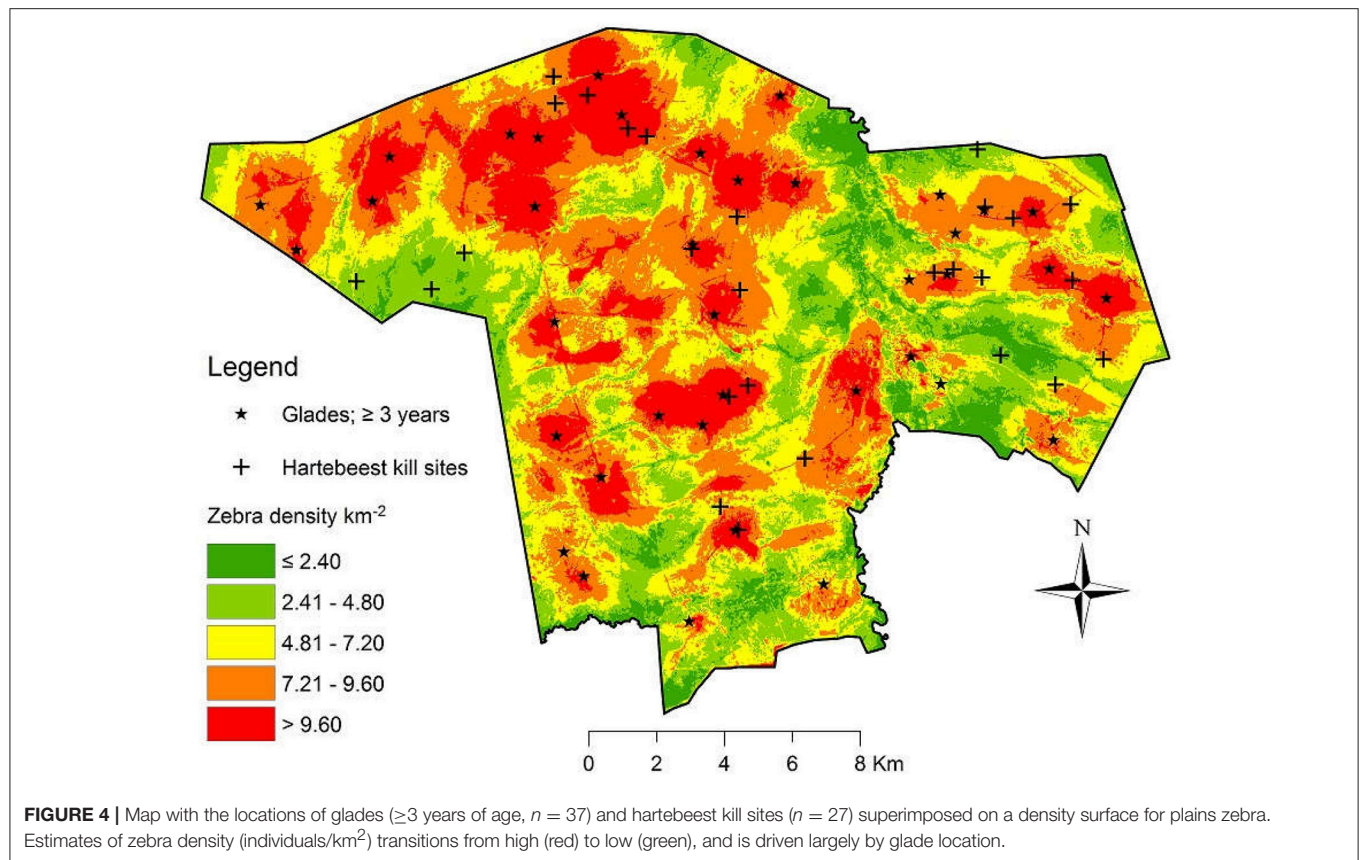 Legend
Glades; ≥ 3 years
Hartebeest kill sites
Zebra density km-2
≤ 2.40
2.41 - 4.80
4.81 - 7.20
7.21 - 9.60
> 9.60
N
0 2 4 6 8 Km
FIGURE 4 | Map with the locations of glades (≥3 years of age, n = 37) and hartebeest kill sites (n = 27) superimposed on a density surface for plains zebra.
Estimates of zebra density (individuals/km2) transitions from high (red) to low (green), and is driven largely by glade location.